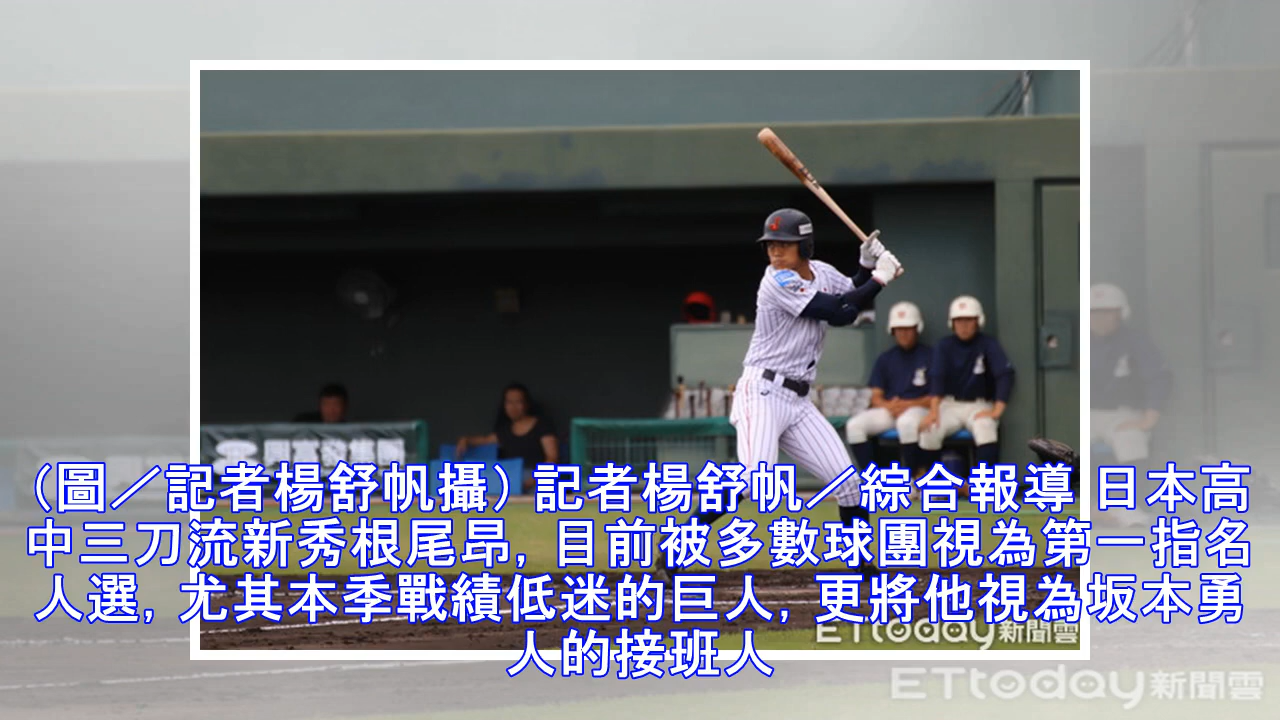 (圖／記者楊舒帆攝) 記者楊舒帆／綜合報導 日本高
中三刀流新秀根尾昂, 目前被多數球團視為第一指名
人選, 尤其本季戰績低迷的巨人, 更將他視為坂本勇
人的接班人
ETtoday新聞雲
ETtoday新聞雲